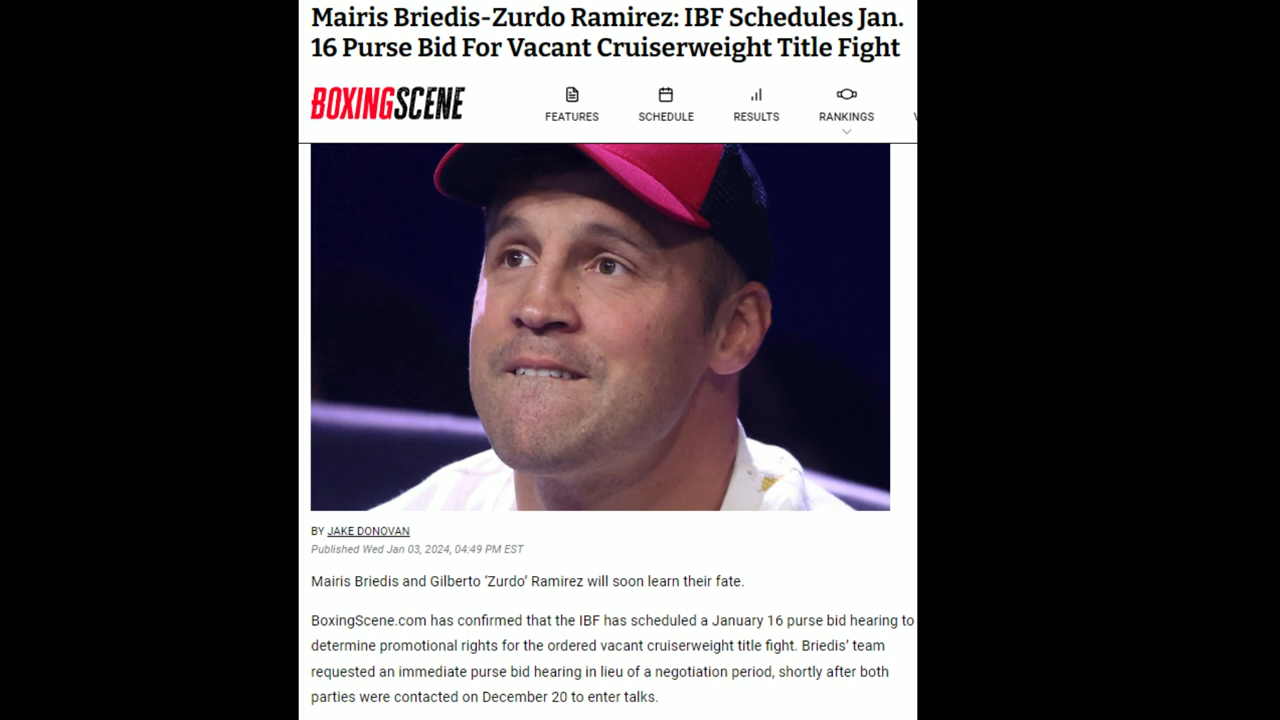 Mairis Briedis-Zurdo Ramirez: IBF Schedules Jan.
16 Purse Bid For Vacant Cruiserweight Title Fight
BOXINGSCENE
FEATURES
SCHEDULE
RESULTS
RANKINGS
BY JAKE DONOVAN
Published Wed Jan 03, 2024, 04:49 PM EST
Mairis Briedis and Gilberto ‘Zurdo’ Ramirez will soon learn their fate.
BoxingScene.com has confirmed that the IBF has scheduled a January 16 purse bid hearing to
determine promotional rights for the ordered vacant cruiserweight title fight. Briedis’ team
requested an immediate purse bid hearing in lieu of a negotiation period, shortly after both
parties were contacted on December 20 to enter talks.